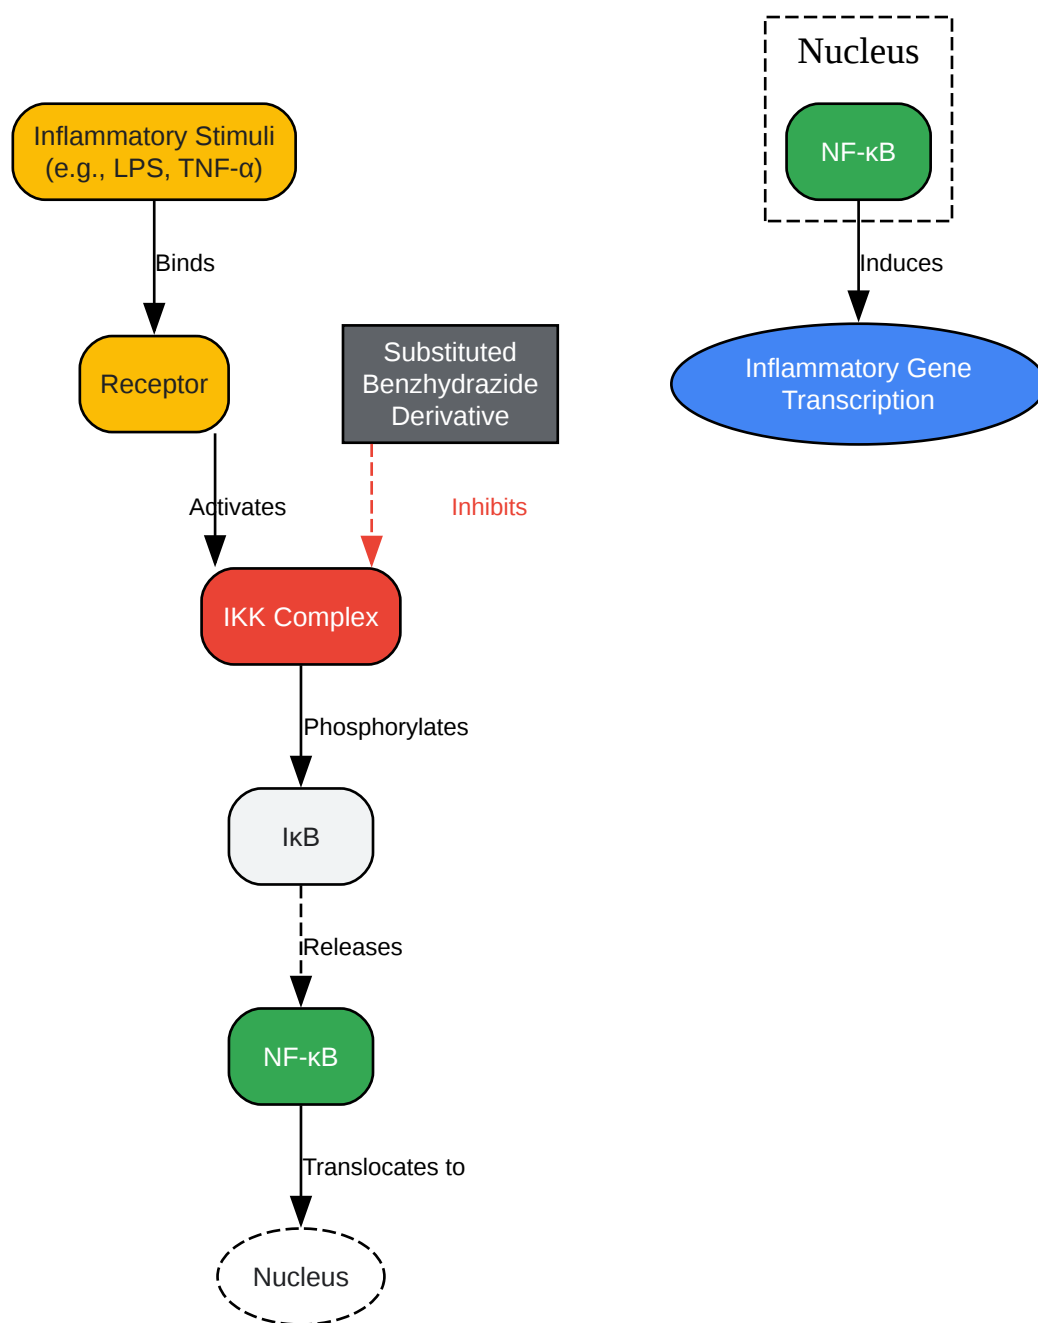 Nucleus
Inflammatory Stimuli
(e.g., LPS, TNF-α)
NF-κB
Binds
Induces
Receptor
Substituted
Benzhydrazide
Derivative
Inflammatory Gene
Transcription
Activates
Inhibits
IKK Complex
Phosphorylates
IκB
Releases
NF-κB
Translocates to
Nucleus